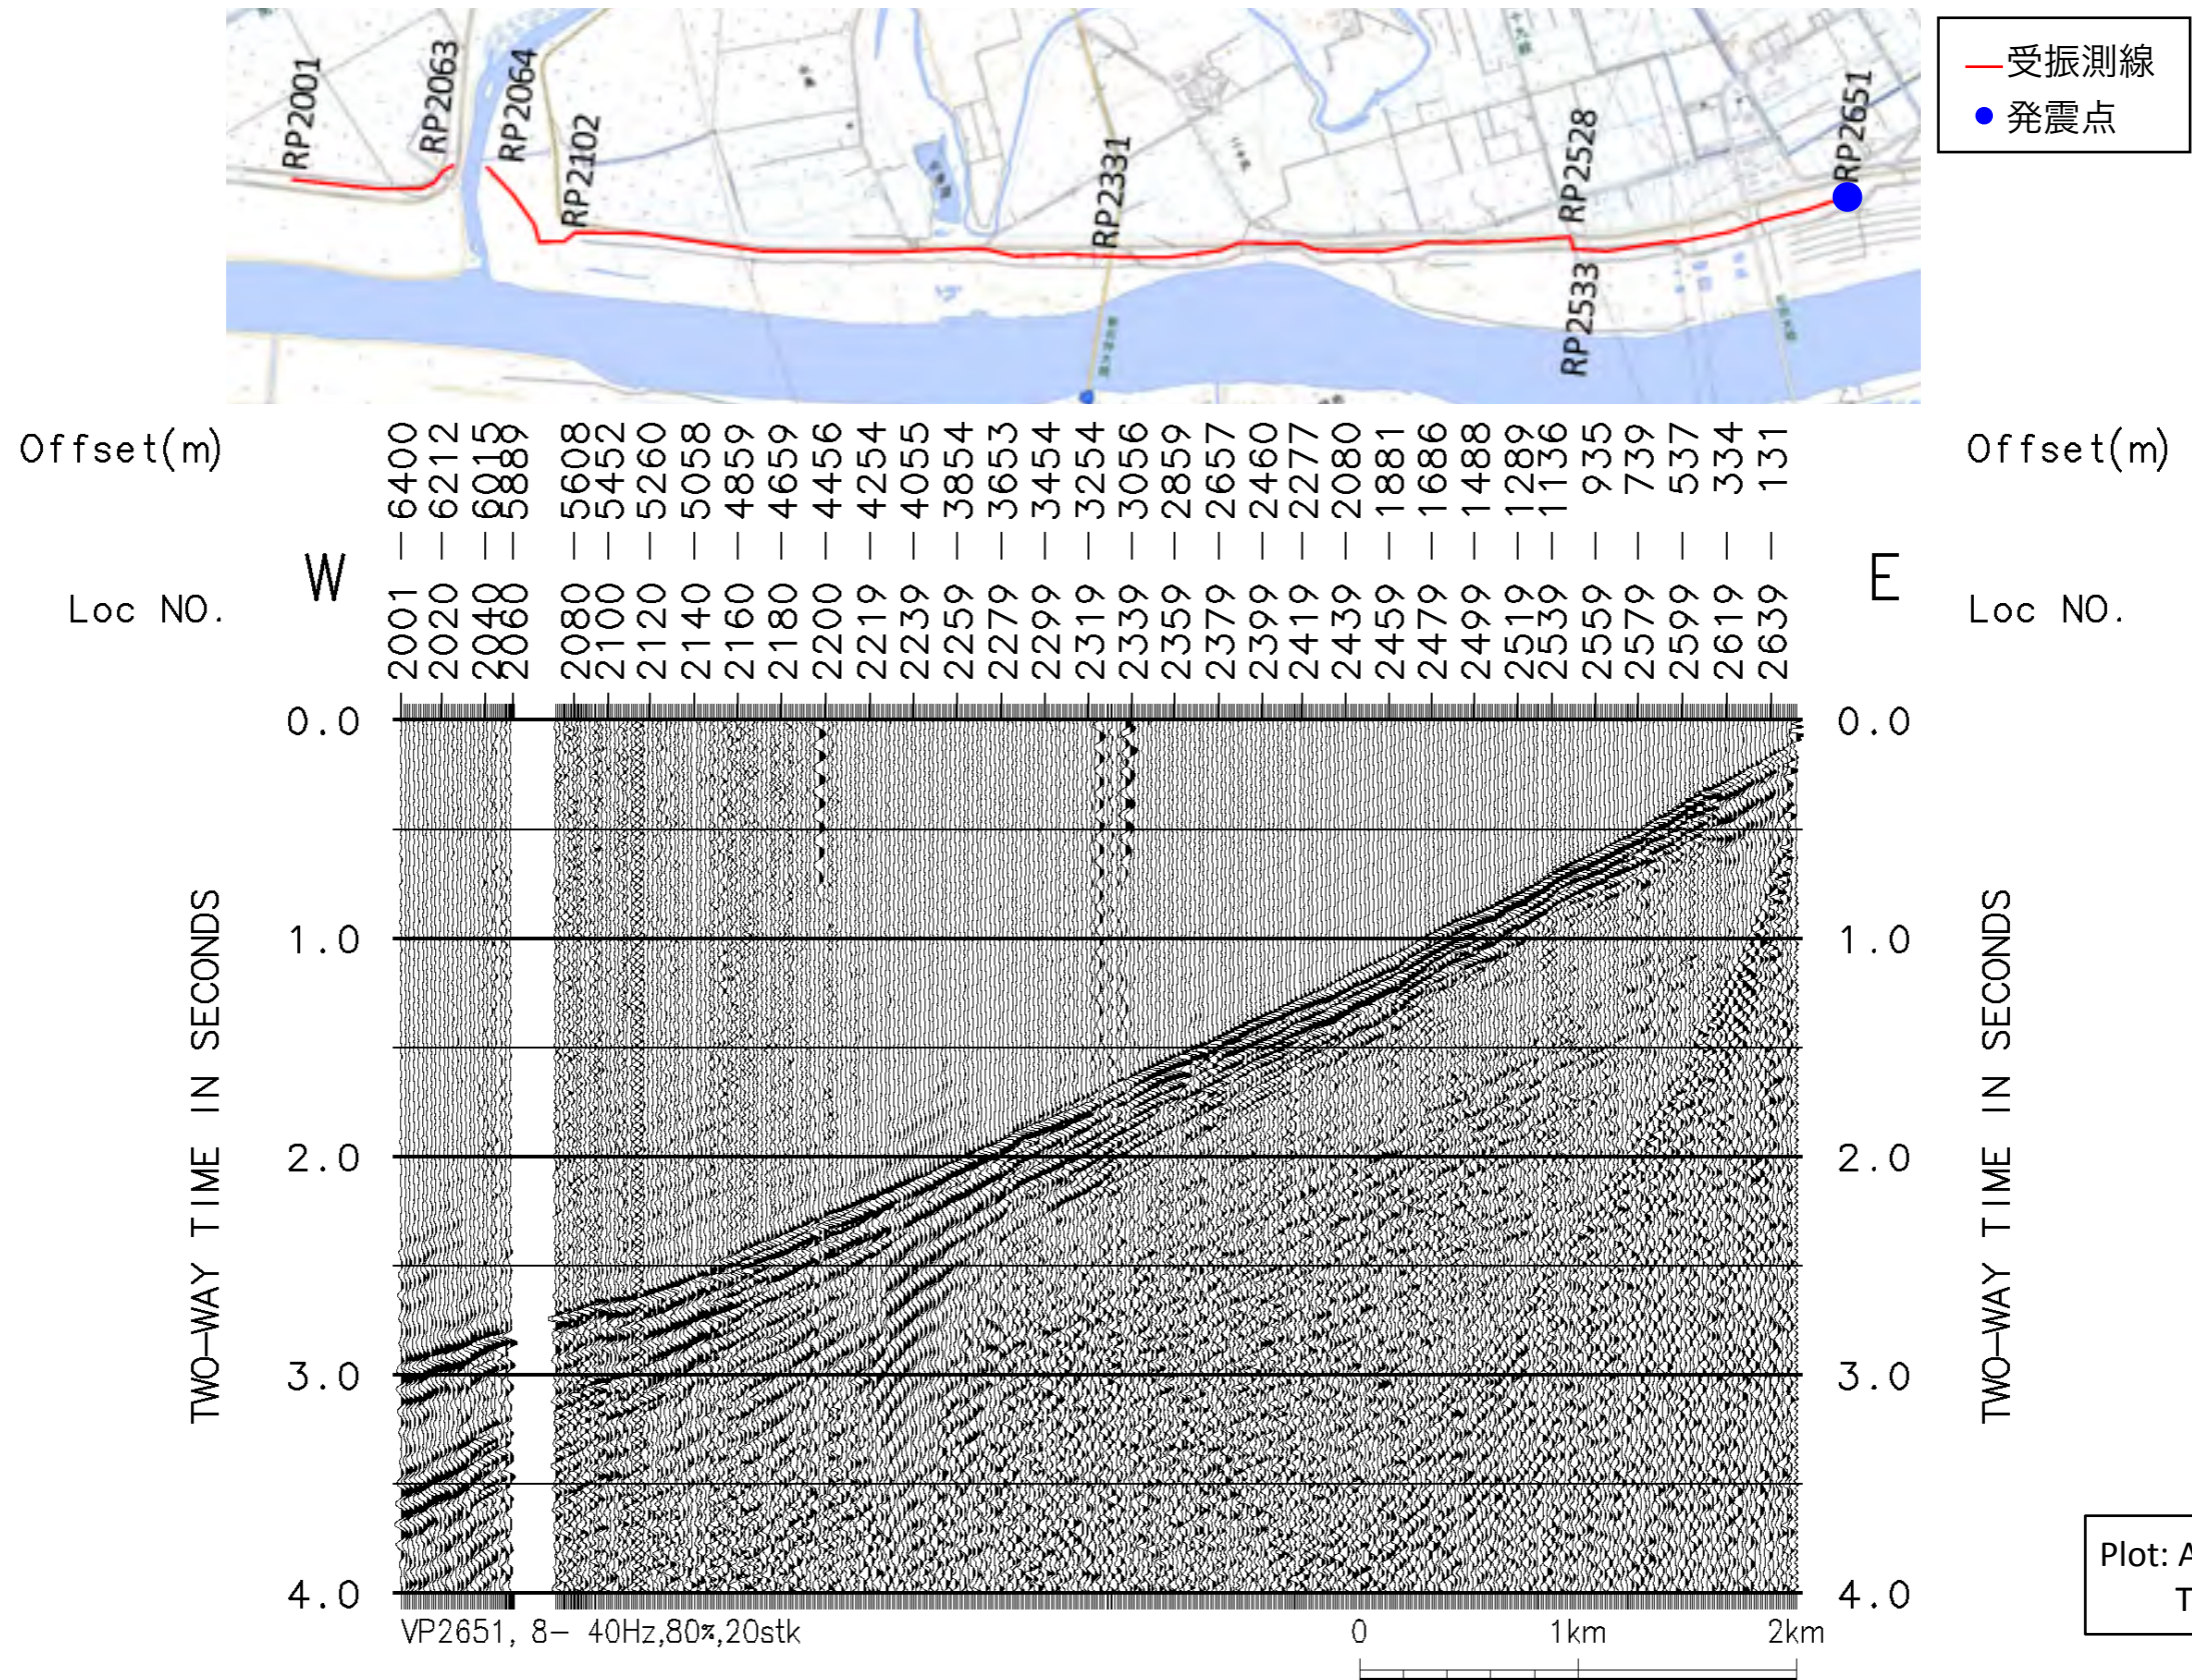 RP2001
RP2063
RP2064
RP2102
RP2331
RP2528
RP2533
RP2651
受振測線
発震点
Offset(m) 6400 6212 6015 5889 5608 5452 5260 5058 4859 4659 4456 4254 4055 3854 3653 3454 3254 3056 2859 2657 2460 2277 2080 1881 1686 1488 1289 1136 935 739 537 334 131 Offset(m)
W E
Loc NO. 2001 2020 2040 2060 2080 2100 2120 2140 2160 2180 2200 2219 2239 2259 2279 2299 2319 2339 2359 2379 2399 2419 2439 2459 2479 2499 2519 2539 2559 2579 2599 2619 2639 Loc NO.
0.0 0.0
1.0 1.0
2.0 2.0
3.0 3.0
4.0 4.0
TWO-WAY TIME IN SECONDS
TWO-WAY TIME IN SECONDS
VP2651, 8- 40Hz,80%,20stk
0 1km 2km
Plot: A
T